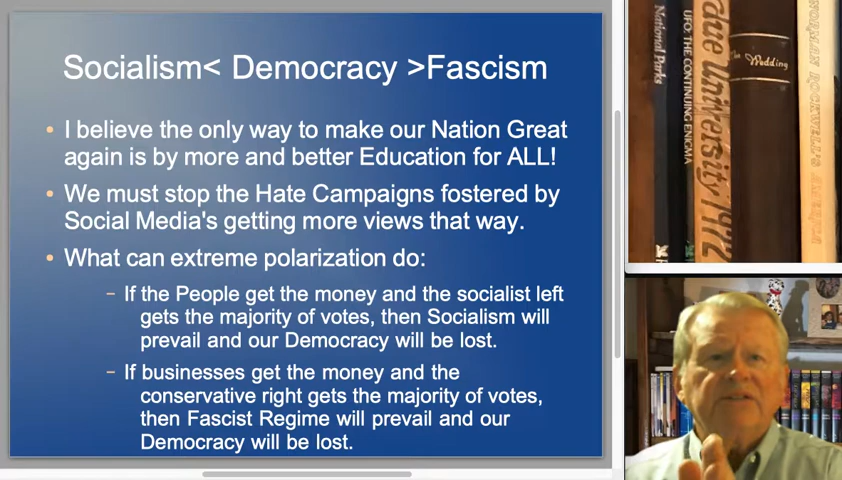 Socialism< Democracy >Fascism
• I believe the only way to make our Nation Great
again is by more and better Education for ALL!
• We must stop the Hate Campaigns fostered by
Social Media's getting more views that way.
• What can extreme polarization do:
– If the People get the money and the socialist left
gets the majority of votes, then Socialism will
prevail and our Democracy will be lost.
– If businesses get the money and the
conservative right gets the majority of votes,
then Fascist Regime will prevail and our
Democracy will be lost.
National Parks
UFO: THE CONTINUING ENIGMA
due University 1972
Wedding
NORMAN ROCKWELL'S